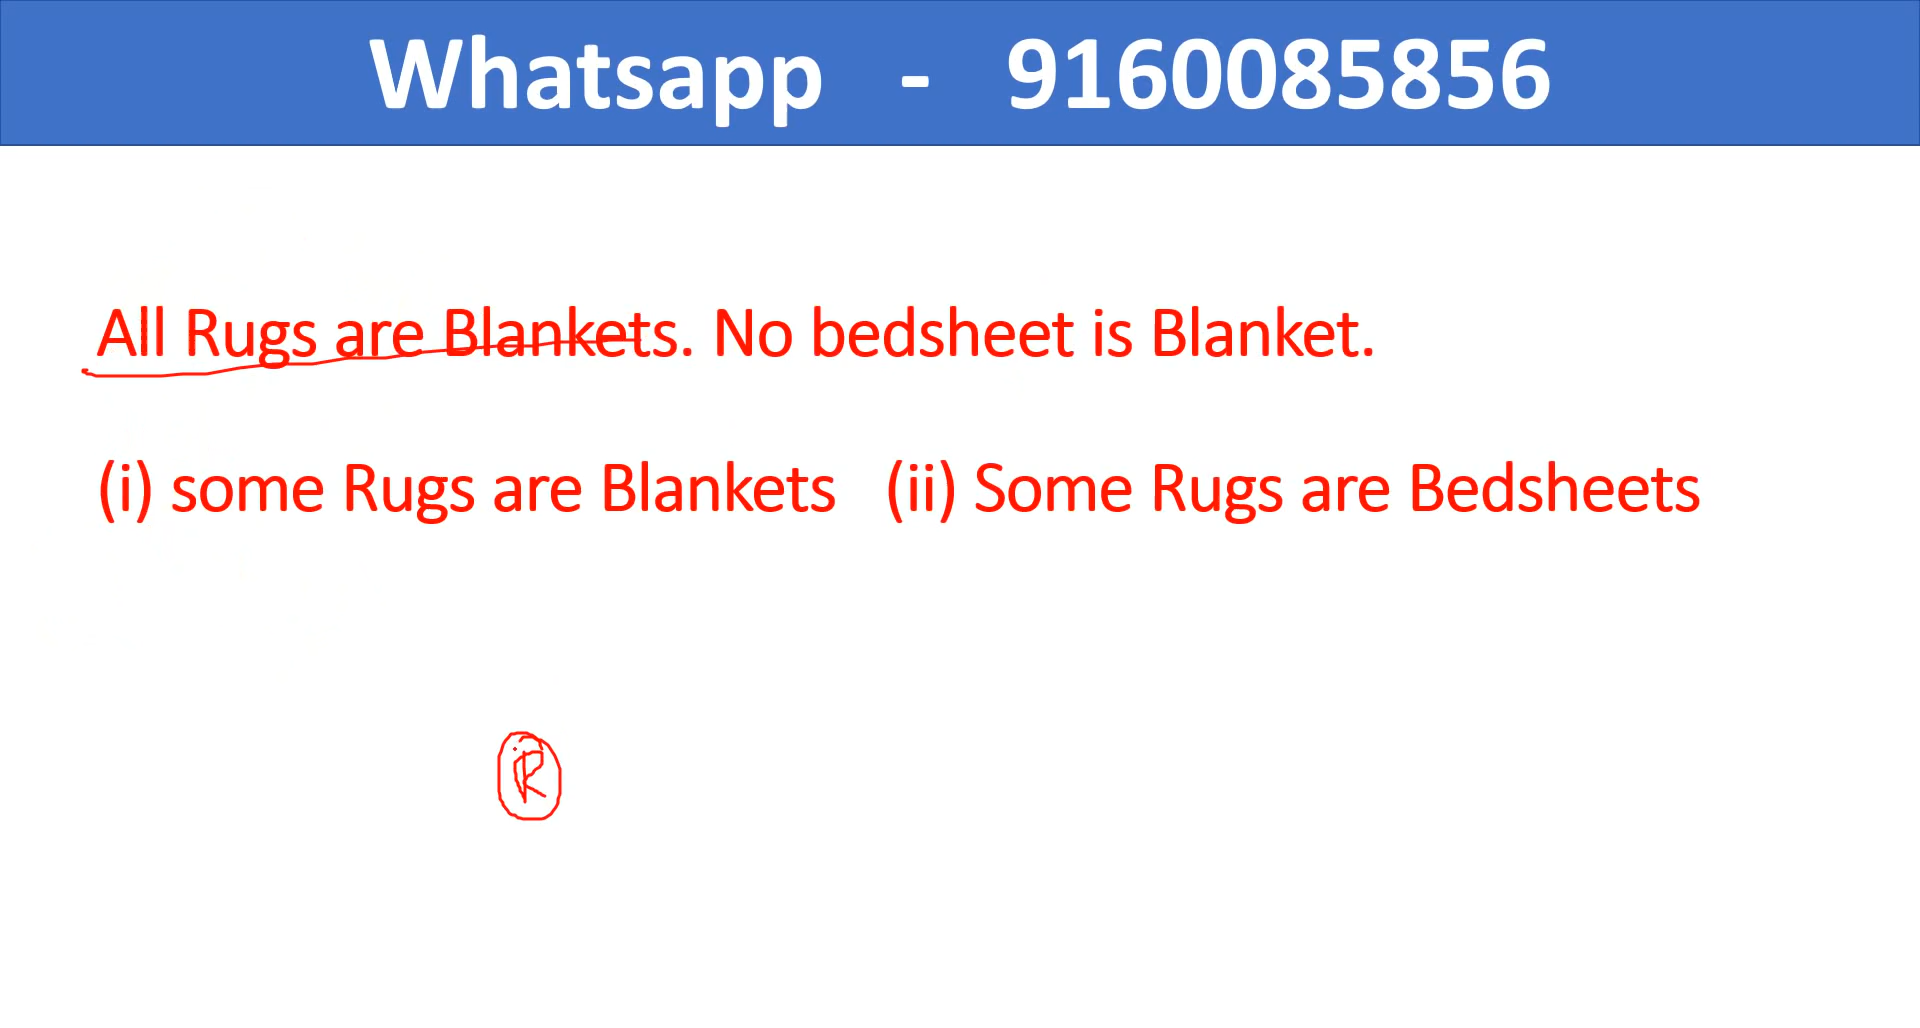 Whatsapp - 9160085856
All Rugs are Blankets. No bedsheet is Blanket.
(i) some Rugs are Blankets (ii) Some Rugs are Bedsheets
R